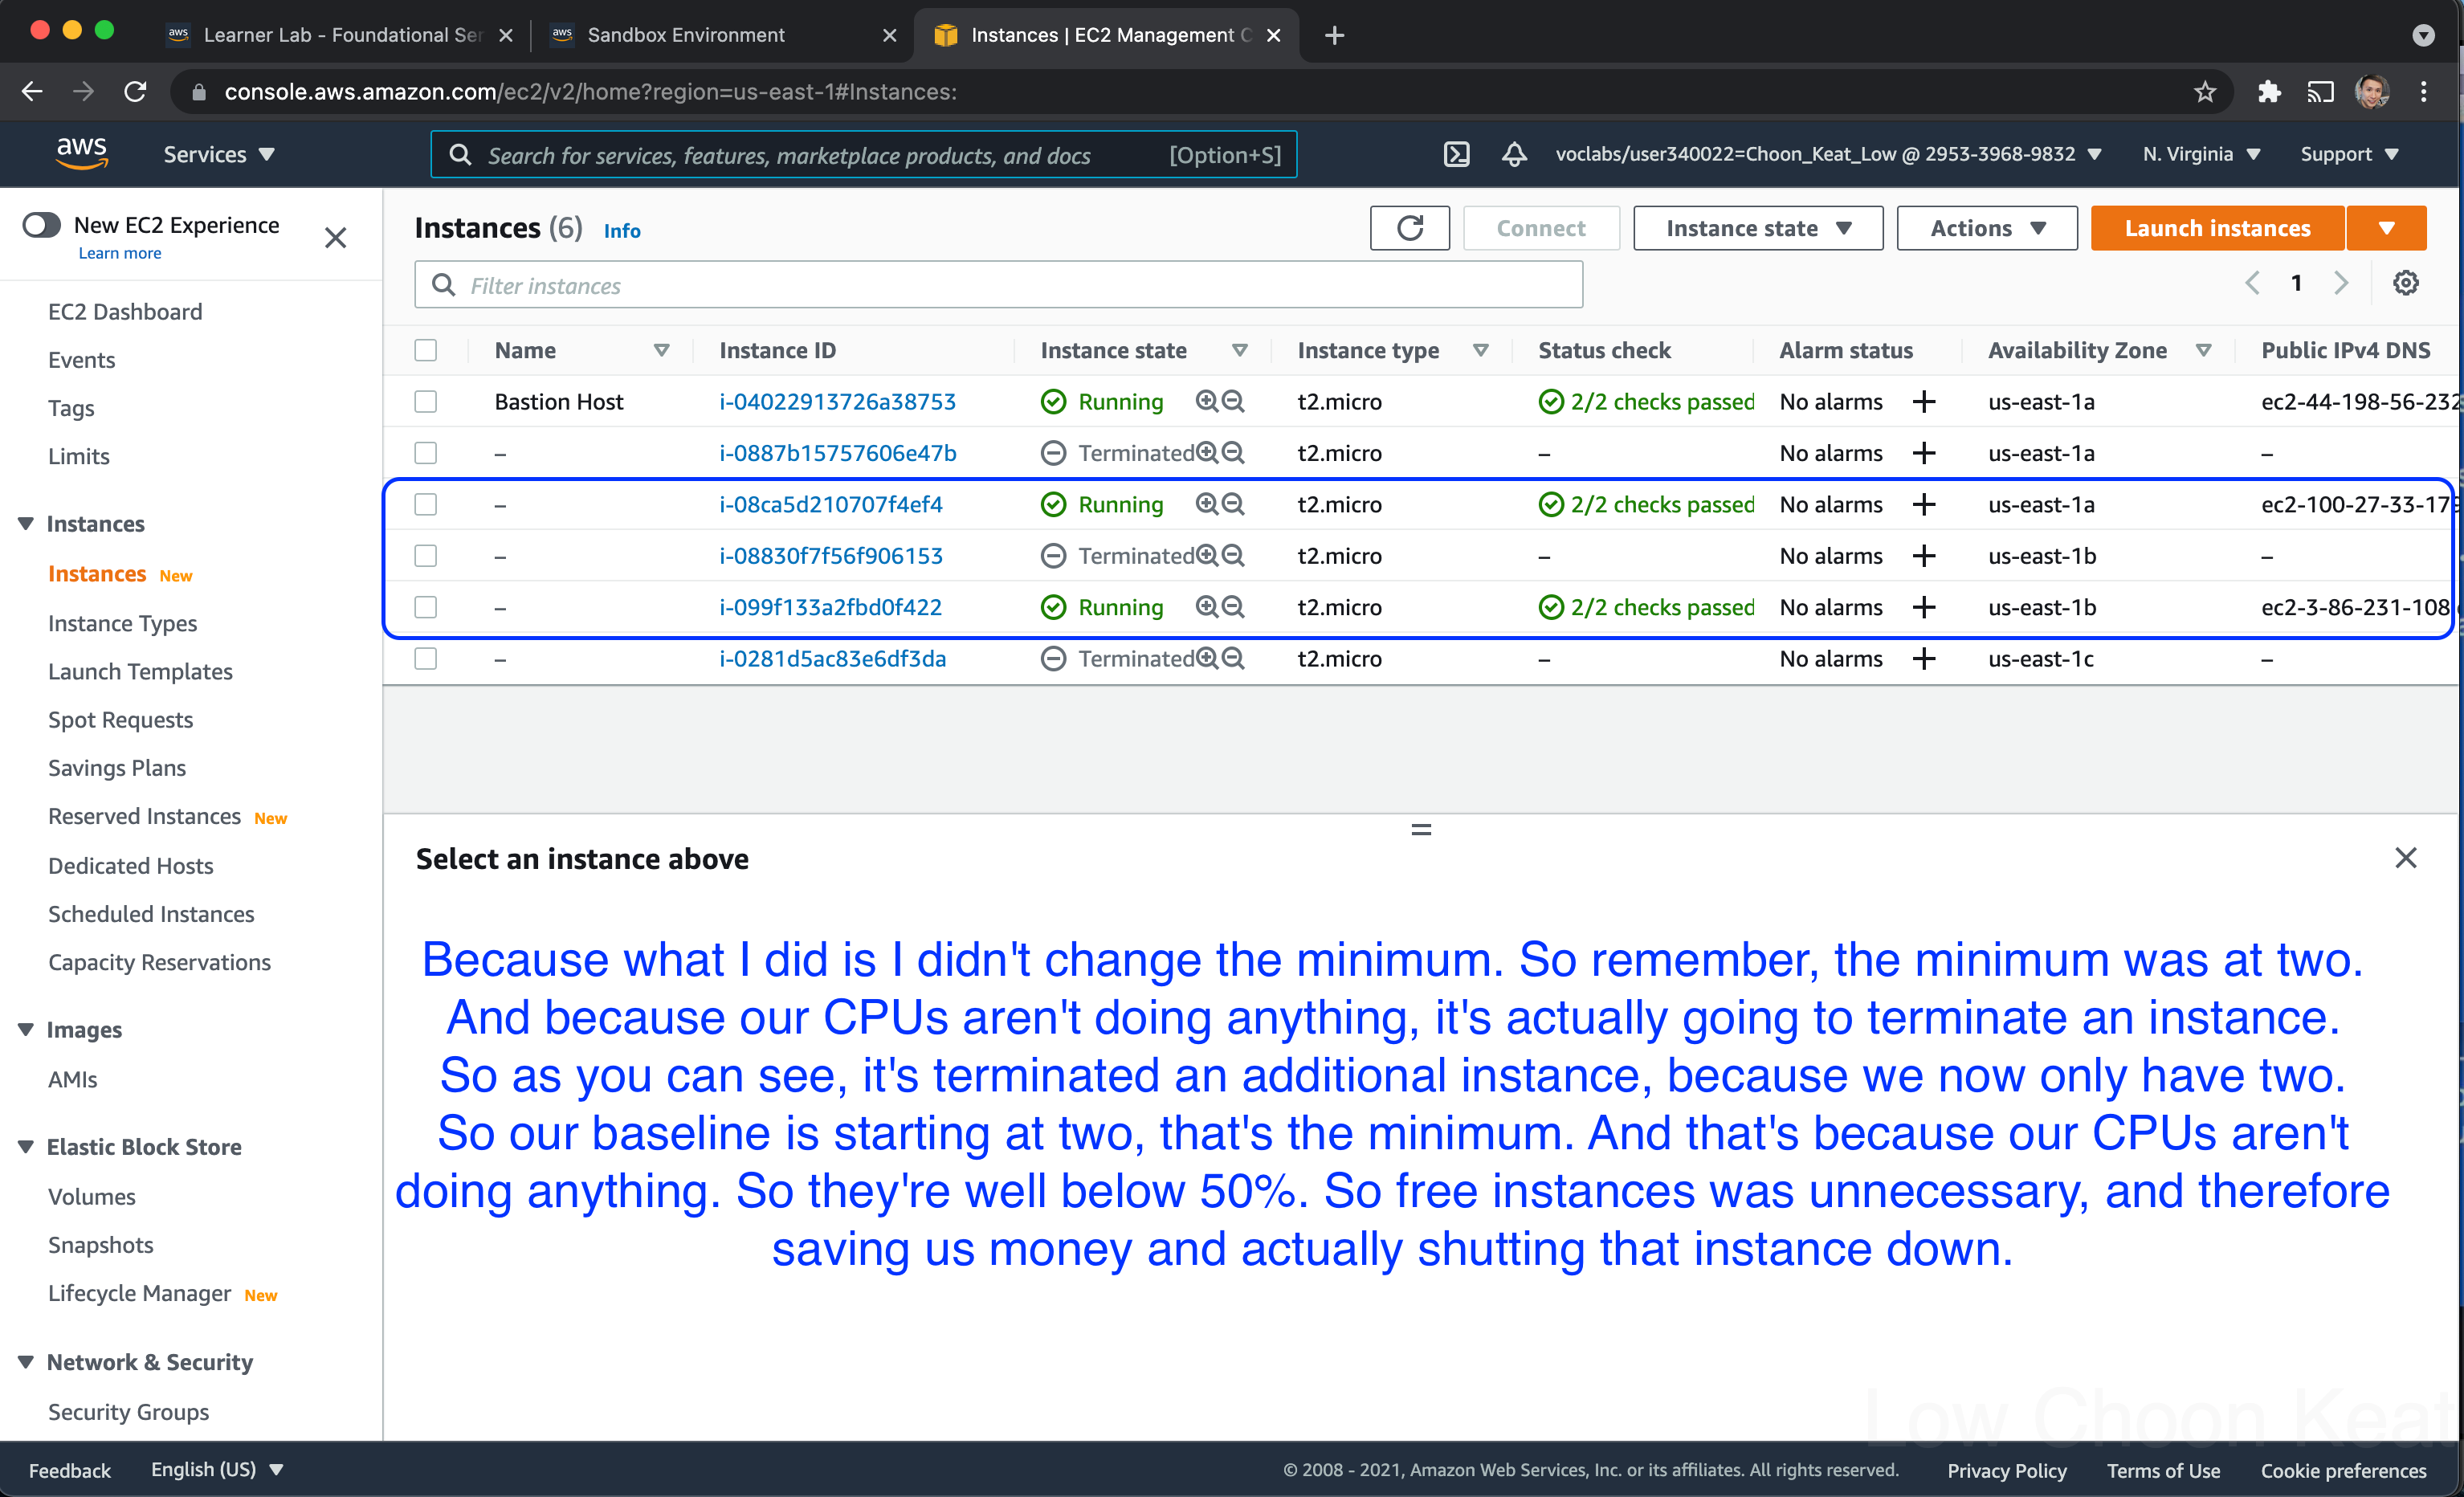 Learner Lab - Foundational Ser
Sandbox Environment
Instances | EC2 Management C
console.aws.amazon.com/ec2/v2/home?region=us-east-1#Instances:
aws
Services
Search for services, features, marketplace products, and docs [Option+S]
voclabs/user340022=Choon_Keat_Low @ 2953-3968-9832
N. Virginia
Support
New EC2 Experience
Learn more
EC2 Dashboard
Events
Tags
Limits
Instances
Instances New
Instance Types
Launch Templates
Spot Requests
Savings Plans
Reserved Instances New
Dedicated Hosts
Scheduled Instances
Capacity Reservations
Images
AMIs
Elastic Block Store
Volumes
Snapshots
Lifecycle Manager New
Network & Security
Security Groups
Instances (6) Info
Connect
Instance state
Actions
Launch instances
Filter instances
1
Name Instance ID Instance state Instance type Status check Alarm status Availability Zone Public IPv4 DNS
Bastion Host i-04022913726a38753 Running t2.micro 2/2 checks passed No alarms + us-east-1a ec2-44-198-56-232
– i-0887b15757606e47b Terminated t2.micro – No alarms + us-east-1a –
– i-08ca5d210707f4ef4 Running t2.micro 2/2 checks passed No alarms + us-east-1a ec2-100-27-33-179
– i-08830f7f56f906153 Terminated t2.micro – No alarms + us-east-1b –
– i-099f133a2fbd0f422 Running t2.micro 2/2 checks passed No alarms + us-east-1b ec2-3-86-231-108
– i-0281d5ac83e6df3da Terminated t2.micro – No alarms + us-east-1c –
Select an instance above
Because what I did is I didn't change the minimum. So remember, the minimum was at two.
And because our CPUs aren't doing anything, it's actually going to terminate an instance.
So as you can see, it's terminated an additional instance, because we now only have two.
So our baseline is starting at two, that's the minimum. And that's because our CPUs aren't
doing anything. So they're well below 50%. So free instances was unnecessary, and therefore
saving us money and actually shutting that instance down.
Low Choon Keat
Feedback
English (US)
© 2008 - 2021, Amazon Web Services, Inc. or its affiliates. All rights reserved.
Privacy Policy
Terms of Use
Cookie preferences